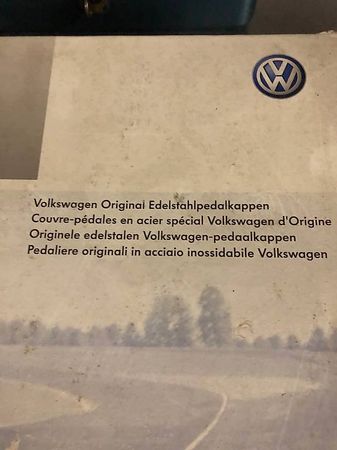 Volkswagen Original Edelstahlpedalkappen
Couvre-pédales en acier spécial Volkswagen d'Origine
Originele edelstalen Volkswagen-pedaalkappen
Pedaliere originali in acciaio inossidabile Volkswagen